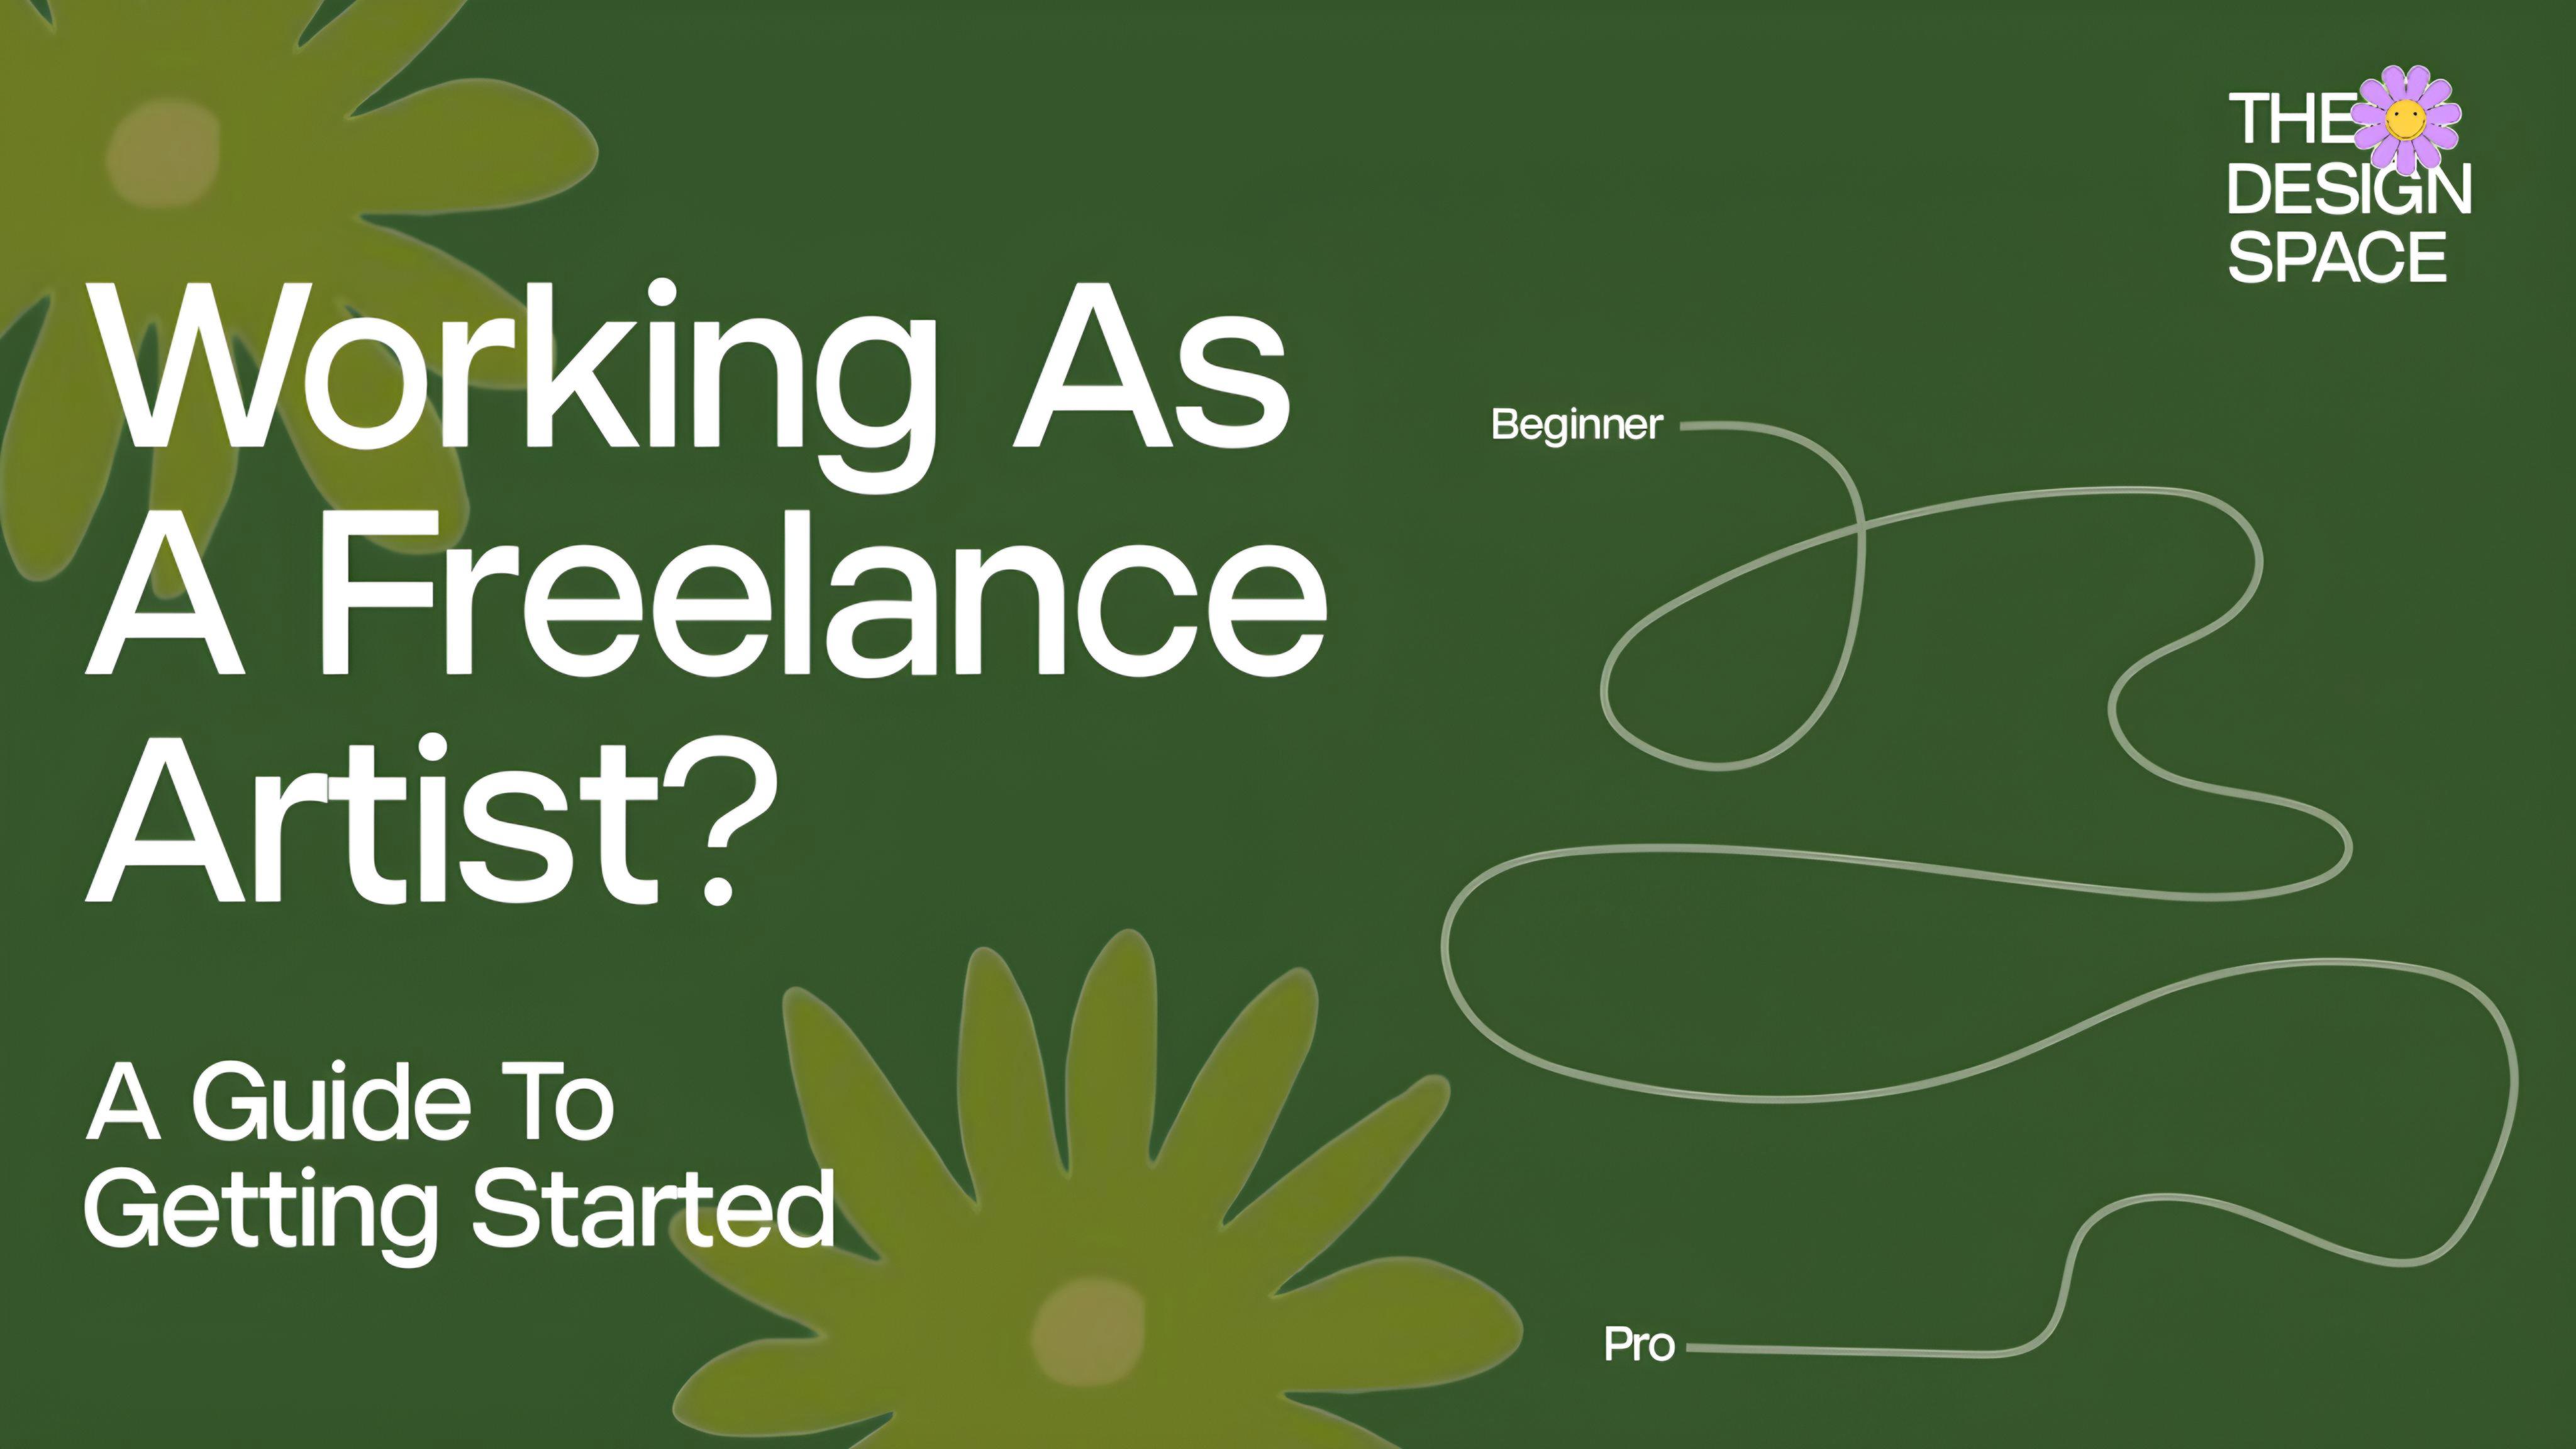 THE
DESIGN
SPACE
Working As
A Freelance
Artist?
Beginner
A Guide To
Getting Started
Pro